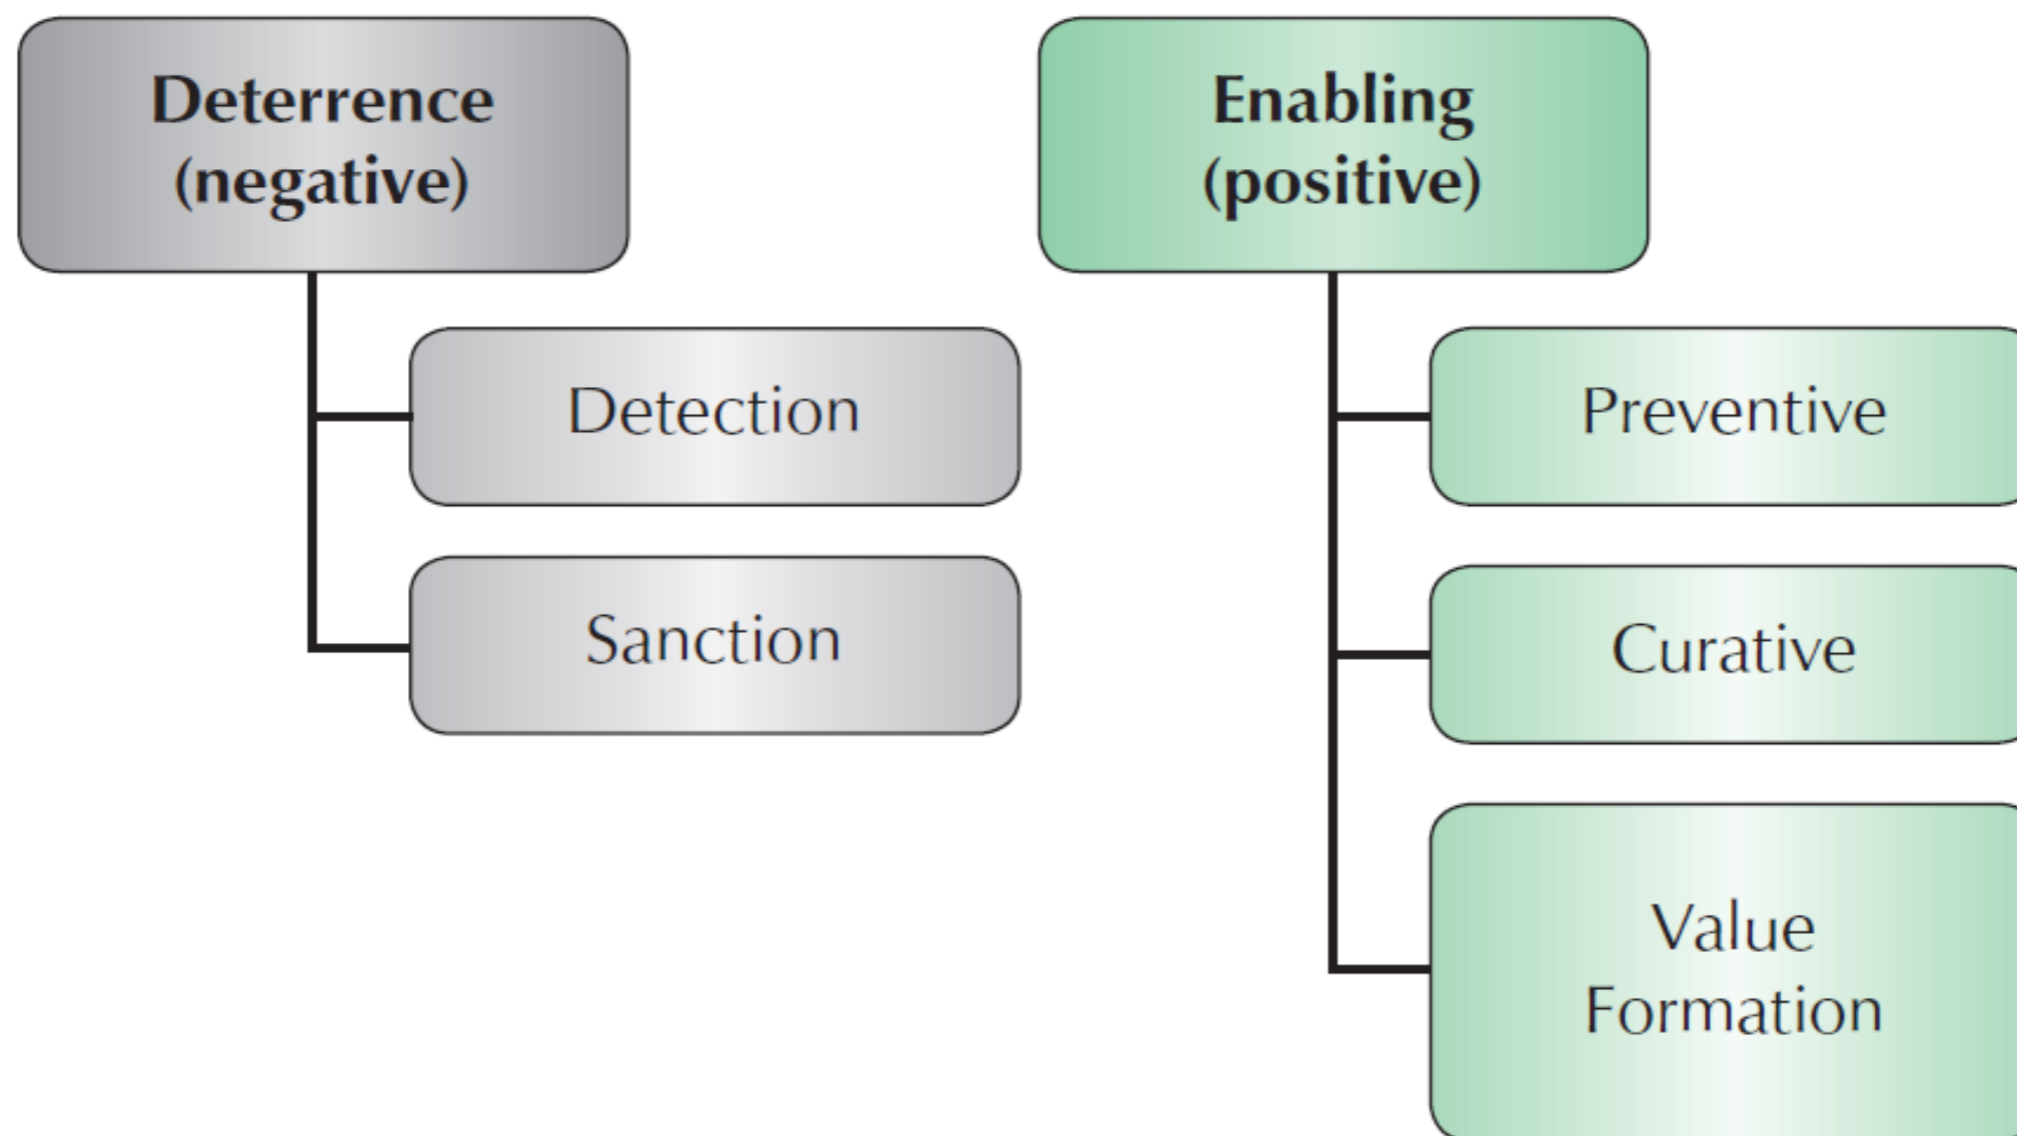 Deterrence
(negative)
Detection
Sanction
Enabling
(positive)
Preventive
Curative
Value
Formation